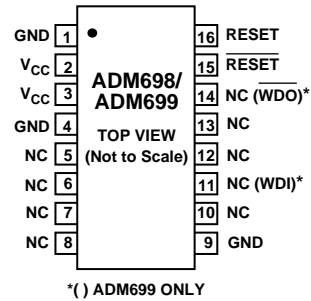 GND 1 16 RESET
VCC 2 15 RESET
VCC 3 14 NC (WDO)*
GND 4 13 NC
NC 5 12 NC
NC 6 11 NC (WDI)*
NC 7 10 NC
NC 8 9 GND
ADM698/
ADM699
TOP VIEW
(Not to Scale)
*( ) ADM699 ONLY